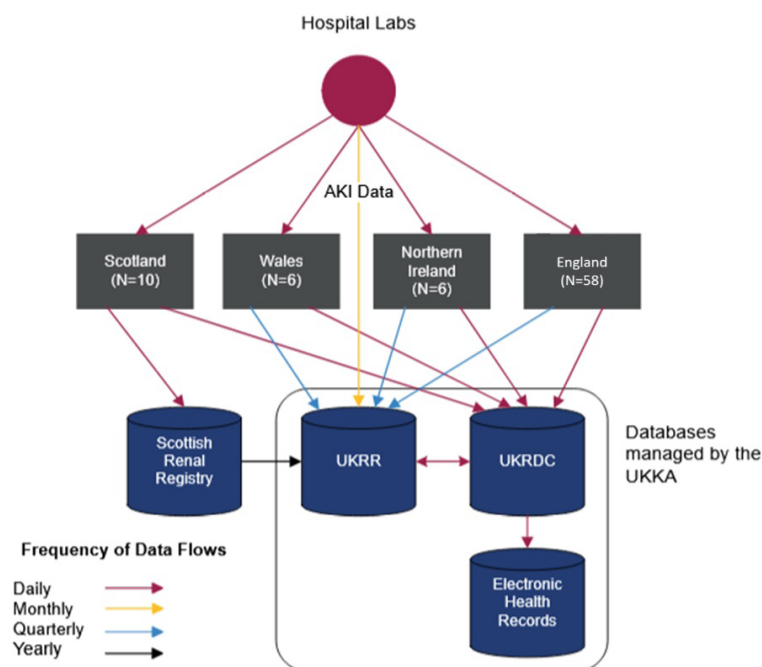 Hospital Labs
AKI Data
Scotland
(N=10)
Wales
(N=6)
Northern
Ireland
(N=6)
England
(N=58)
Scottish
Renal
Registry
UKRR
UKRDC
Databases
managed by the
UKKA
Electronic
Health
Records
Frequency of Data Flows
Daily
Monthly
Quarterly
Yearly